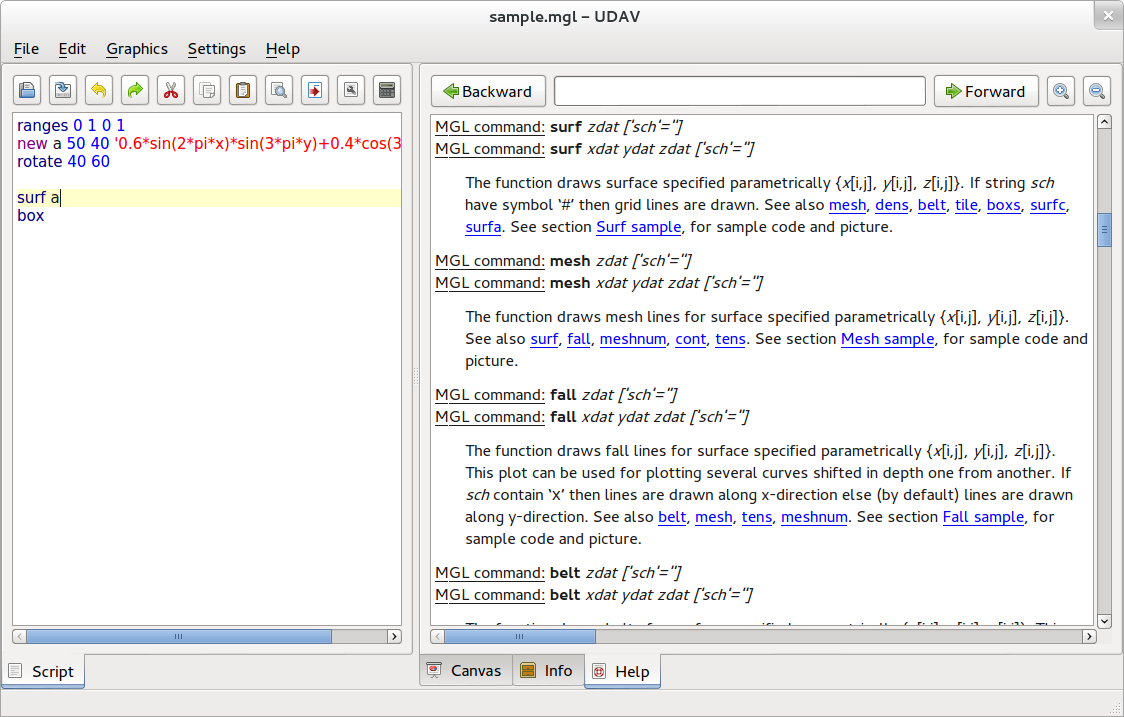 sample.mgl – UDAV
File Edit Graphics Settings Help
Backward
Forward
ranges 0 1 0 1
new a 50 40 '0.6*sin(2*pi*x)*sin(3*pi*y)+0.4*cos(3
rotate 40 60
surf a
box
MGL command: surf zdat ['sch'='']
MGL command: surf xdat ydat zdat ['sch'='']
The function draws surface specified parametrically {x[i,j], y[i,j], z[i,j]}. If string sch
have symbol ‘#’ then grid lines are drawn. See also mesh, dens, belt, tile, boxs, surfc,
surfa. See section Surf sample, for sample code and picture.
MGL command: mesh zdat ['sch'='']
MGL command: mesh xdat ydat zdat ['sch'='']
The function draws mesh lines for surface specified parametrically {x[i,j], y[i,j], z[i,j]}.
See also surf, fall, meshnum, cont, tens. See section Mesh sample, for sample code and
picture.
MGL command: fall zdat ['sch'='']
MGL command: fall xdat ydat zdat ['sch'='']
The function draws fall lines for surface specified parametrically {x[i,j], y[i,j], z[i,j]}.
This plot can be used for plotting several curves shifted in depth one from another. If
sch contain ‘x’ then lines are drawn along x-direction else (by default) lines are drawn
along y-direction. See also belt, mesh, tens, meshnum. See section Fall sample, for
sample code and picture.
MGL command: belt zdat ['sch'='']
MGL command: belt xdat ydat zdat ['sch'='']
Script
Canvas Info Help